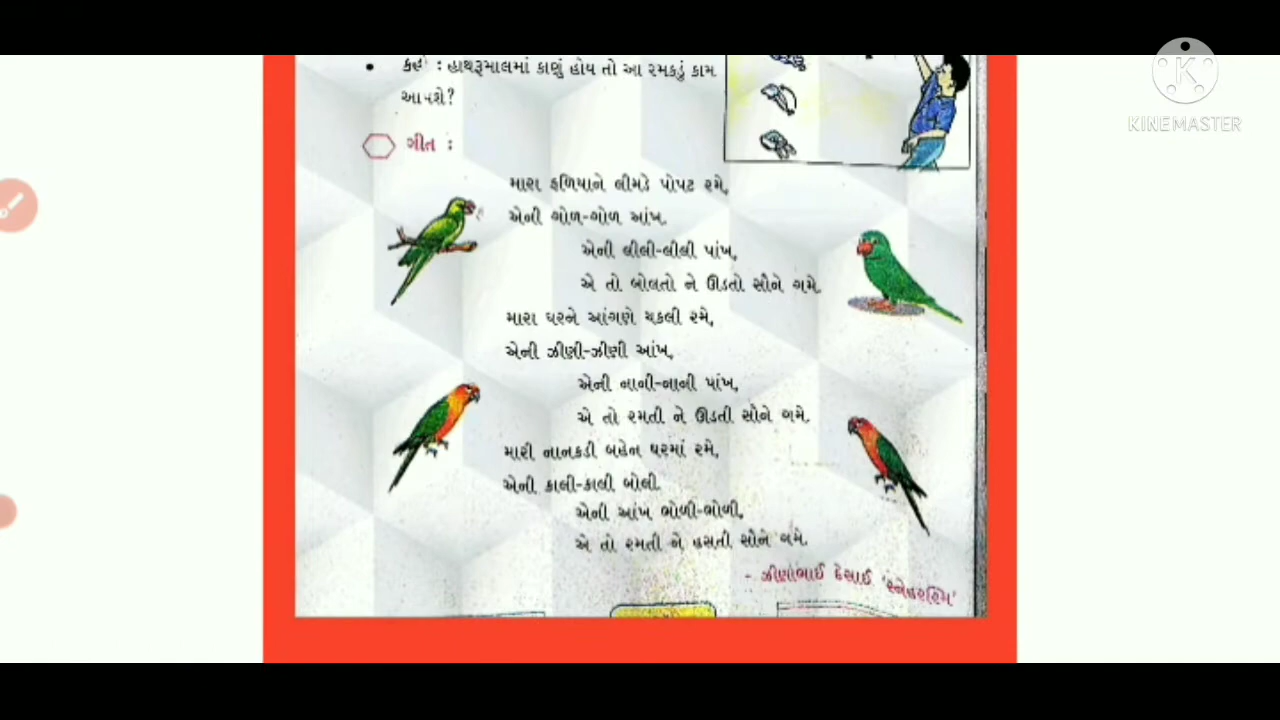 કહો : હાથરૂમાલમાં કાણું હોય તો આ રમકડું કામ
આપશે?
ગીત :
મારા ફળિયાને લીમડે પોપટ રમે,
એની ગોળ-ગોળ આંખ.
એની લીલી-લીલી પાંખ,
એ તો બોલતો ને ઊડતો સૌને ગમે.
મારા ઘરને આંગણે ચકલી રમે,
એની ઝીણી-ઝીણી આંખ,
એની નાની-નાની પાંખ,
એ તો રમતી ને ઊડતી સૌને ગમે.
મારી નાનકડી બહેન ઘરમાં રમે,
એની કાલી-કાલી બોલી.
એની આંખ ભોળી-ભોળી,
એ તો રમતી ને હસતી સૌને ગમે.
- ઝીણાભાઈ દેસાઈ 'સ્નેહરશ્મિ'
K
KINEMASTER